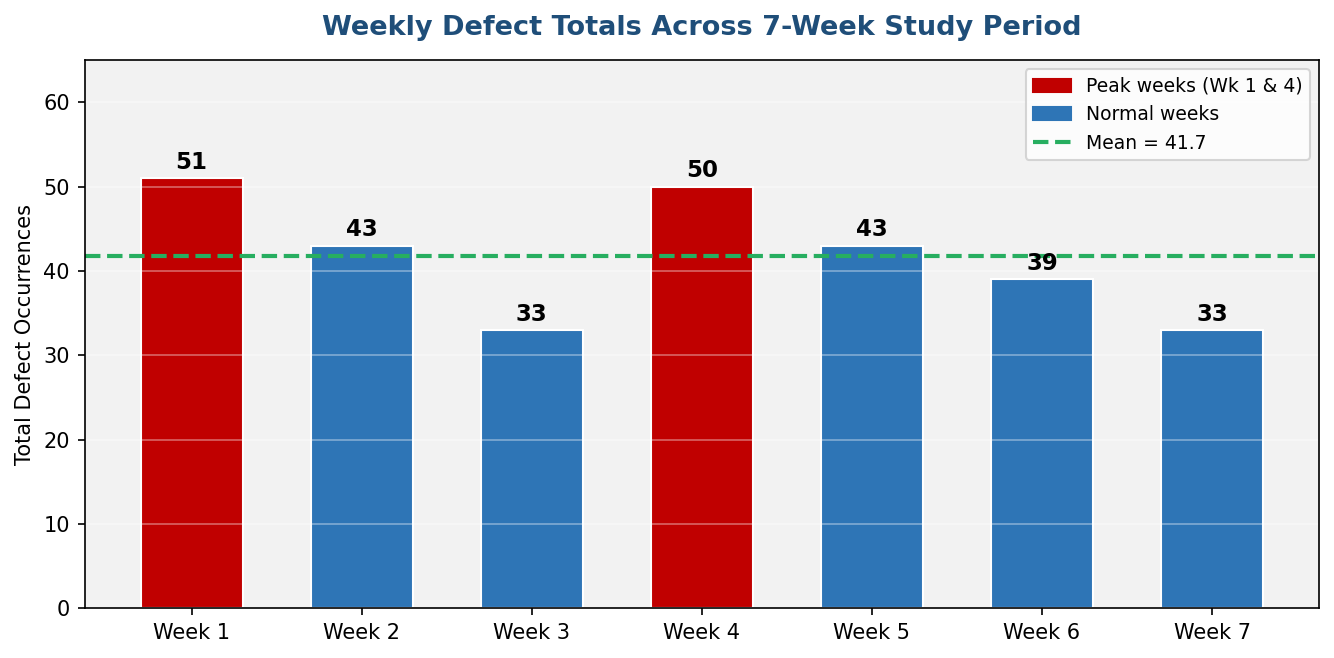 Weekly Defect Totals Across 7-Week Study Period
Total Defect Occurrences
60
50
40
30
20
10
0
Peak weeks (Wk 1 & 4)
Normal weeks
Mean = 41.7
51
43
33
50
43
39
33
Week 1
Week 2
Week 3
Week 4
Week 5
Week 6
Week 7